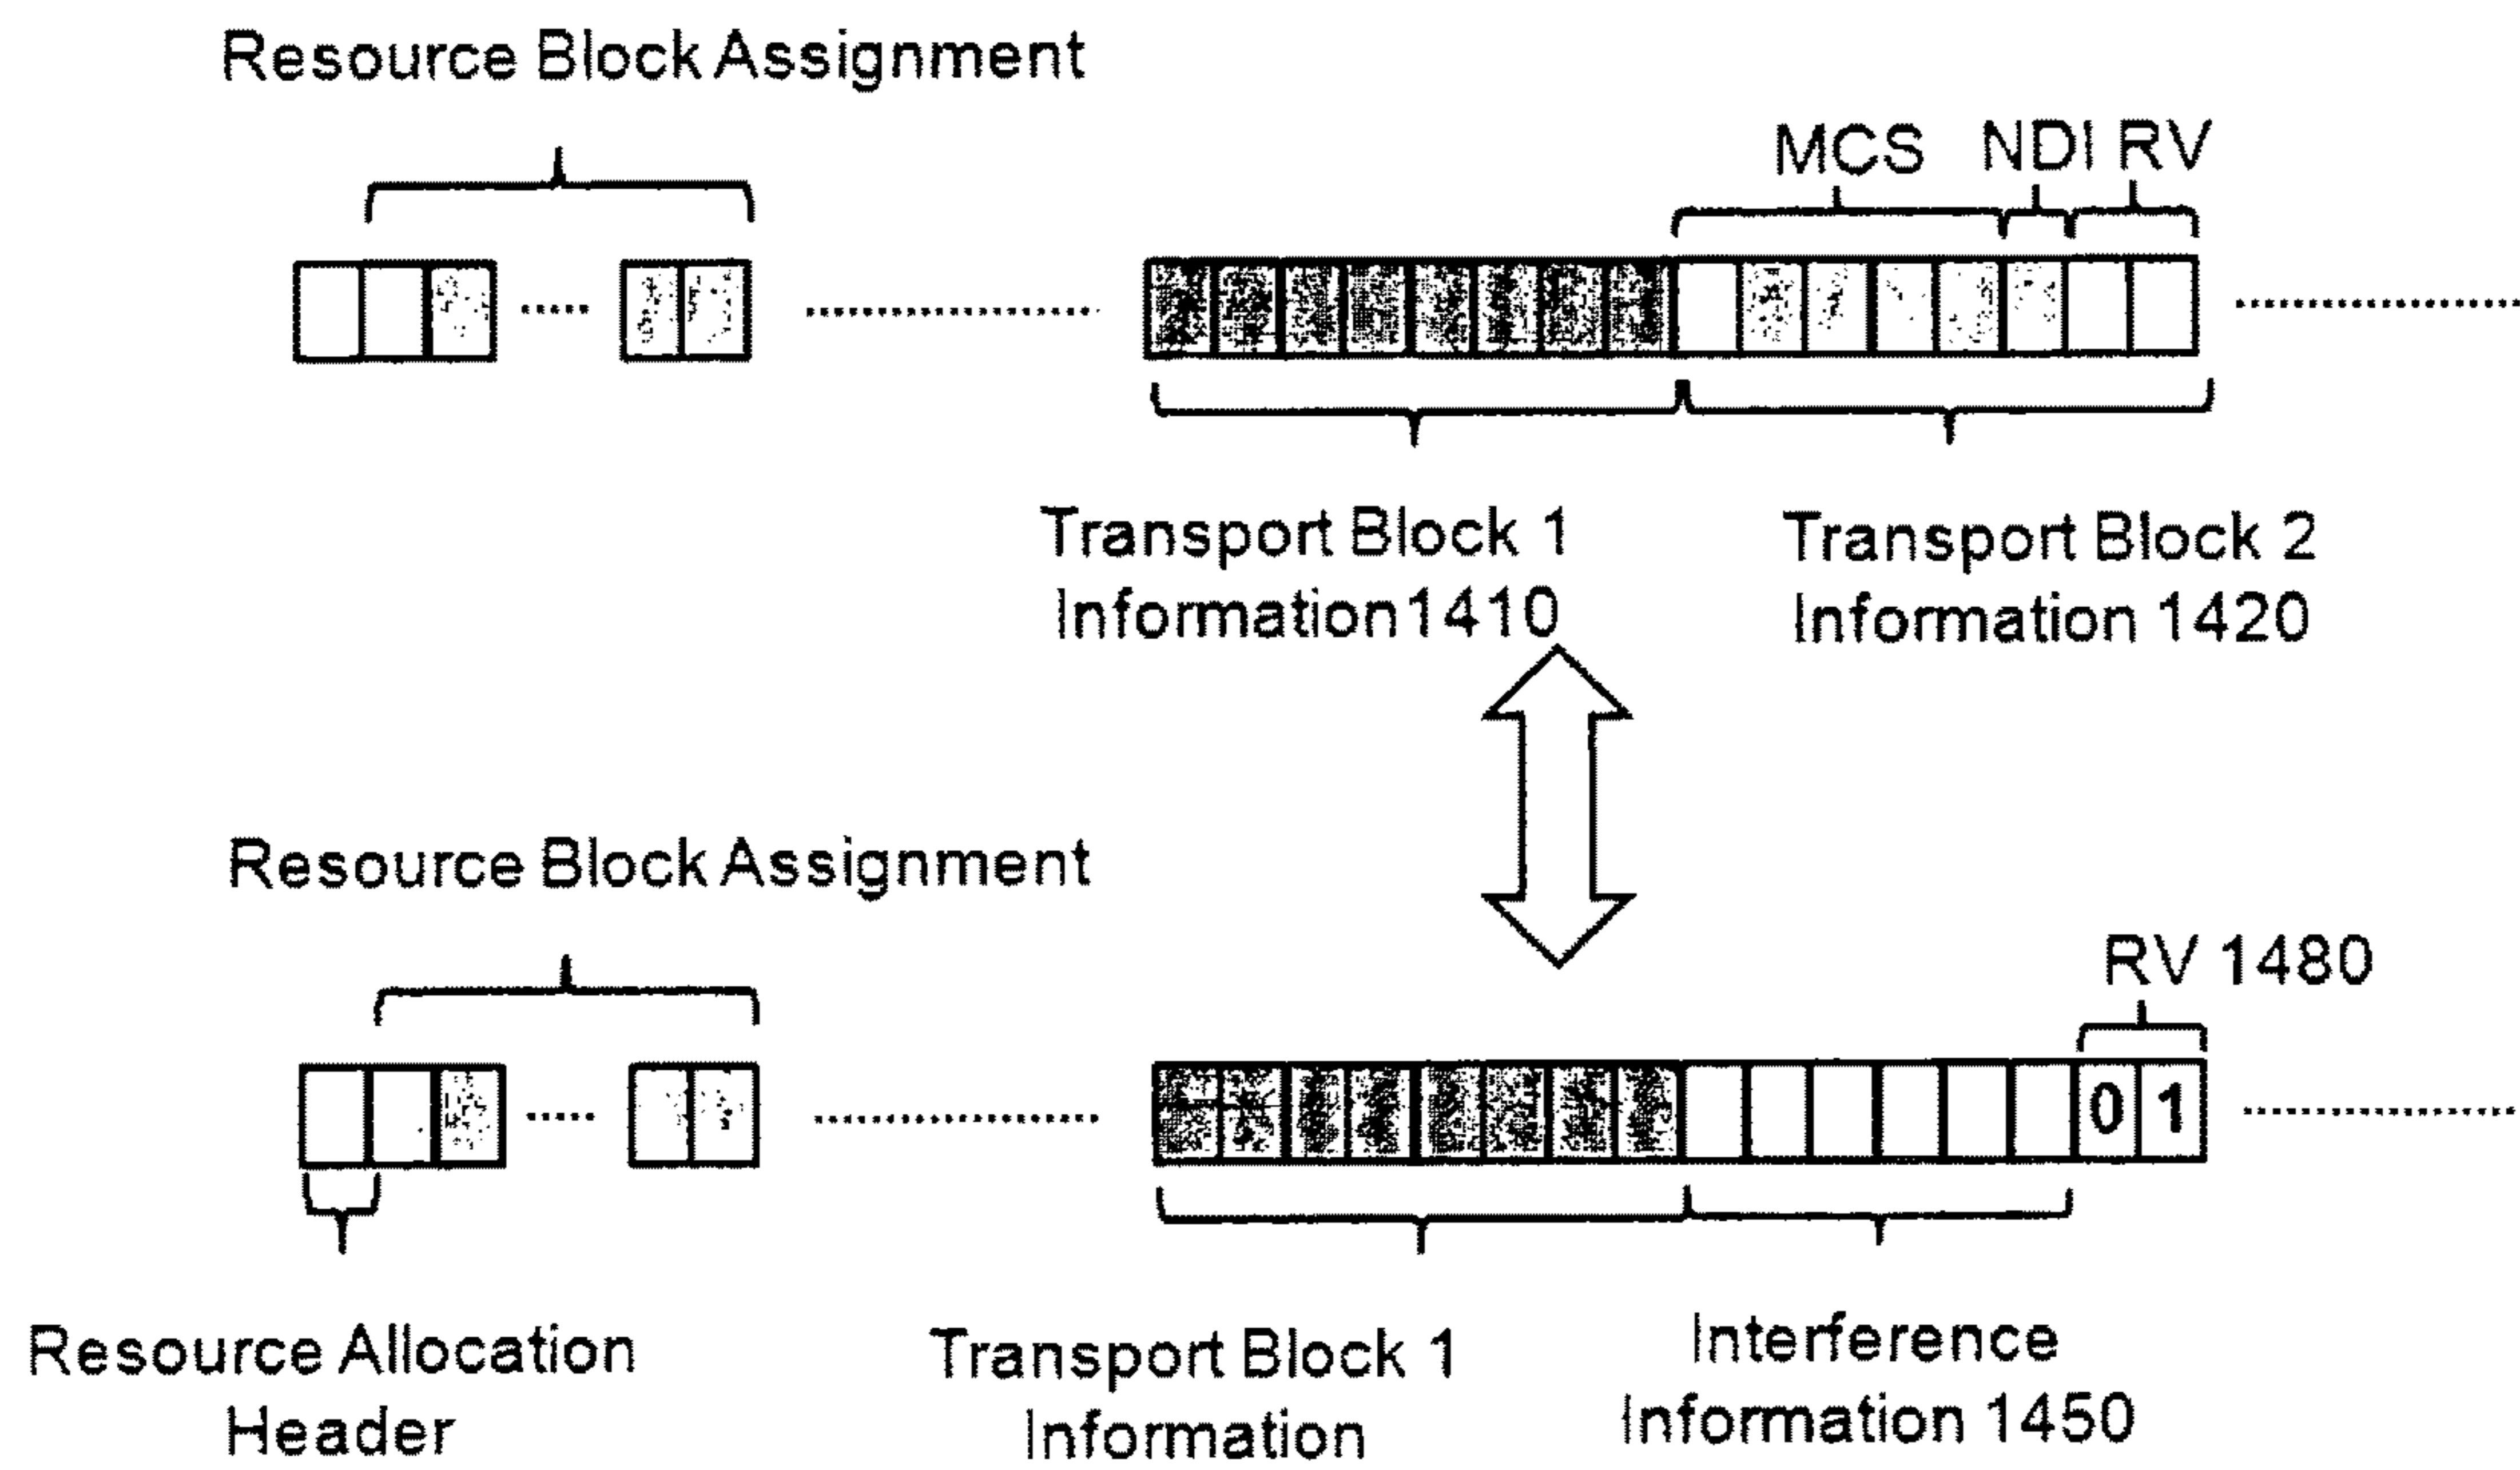 Resource Block Assignment
MCS NDI RV
Transport Block 1
Information 1410
Transport Block 2
Information 1420
Resource Block Assignment
RV 1480
0 1
Resource Allocation
Header
Transport Block 1
Information
Interference
Information 1450